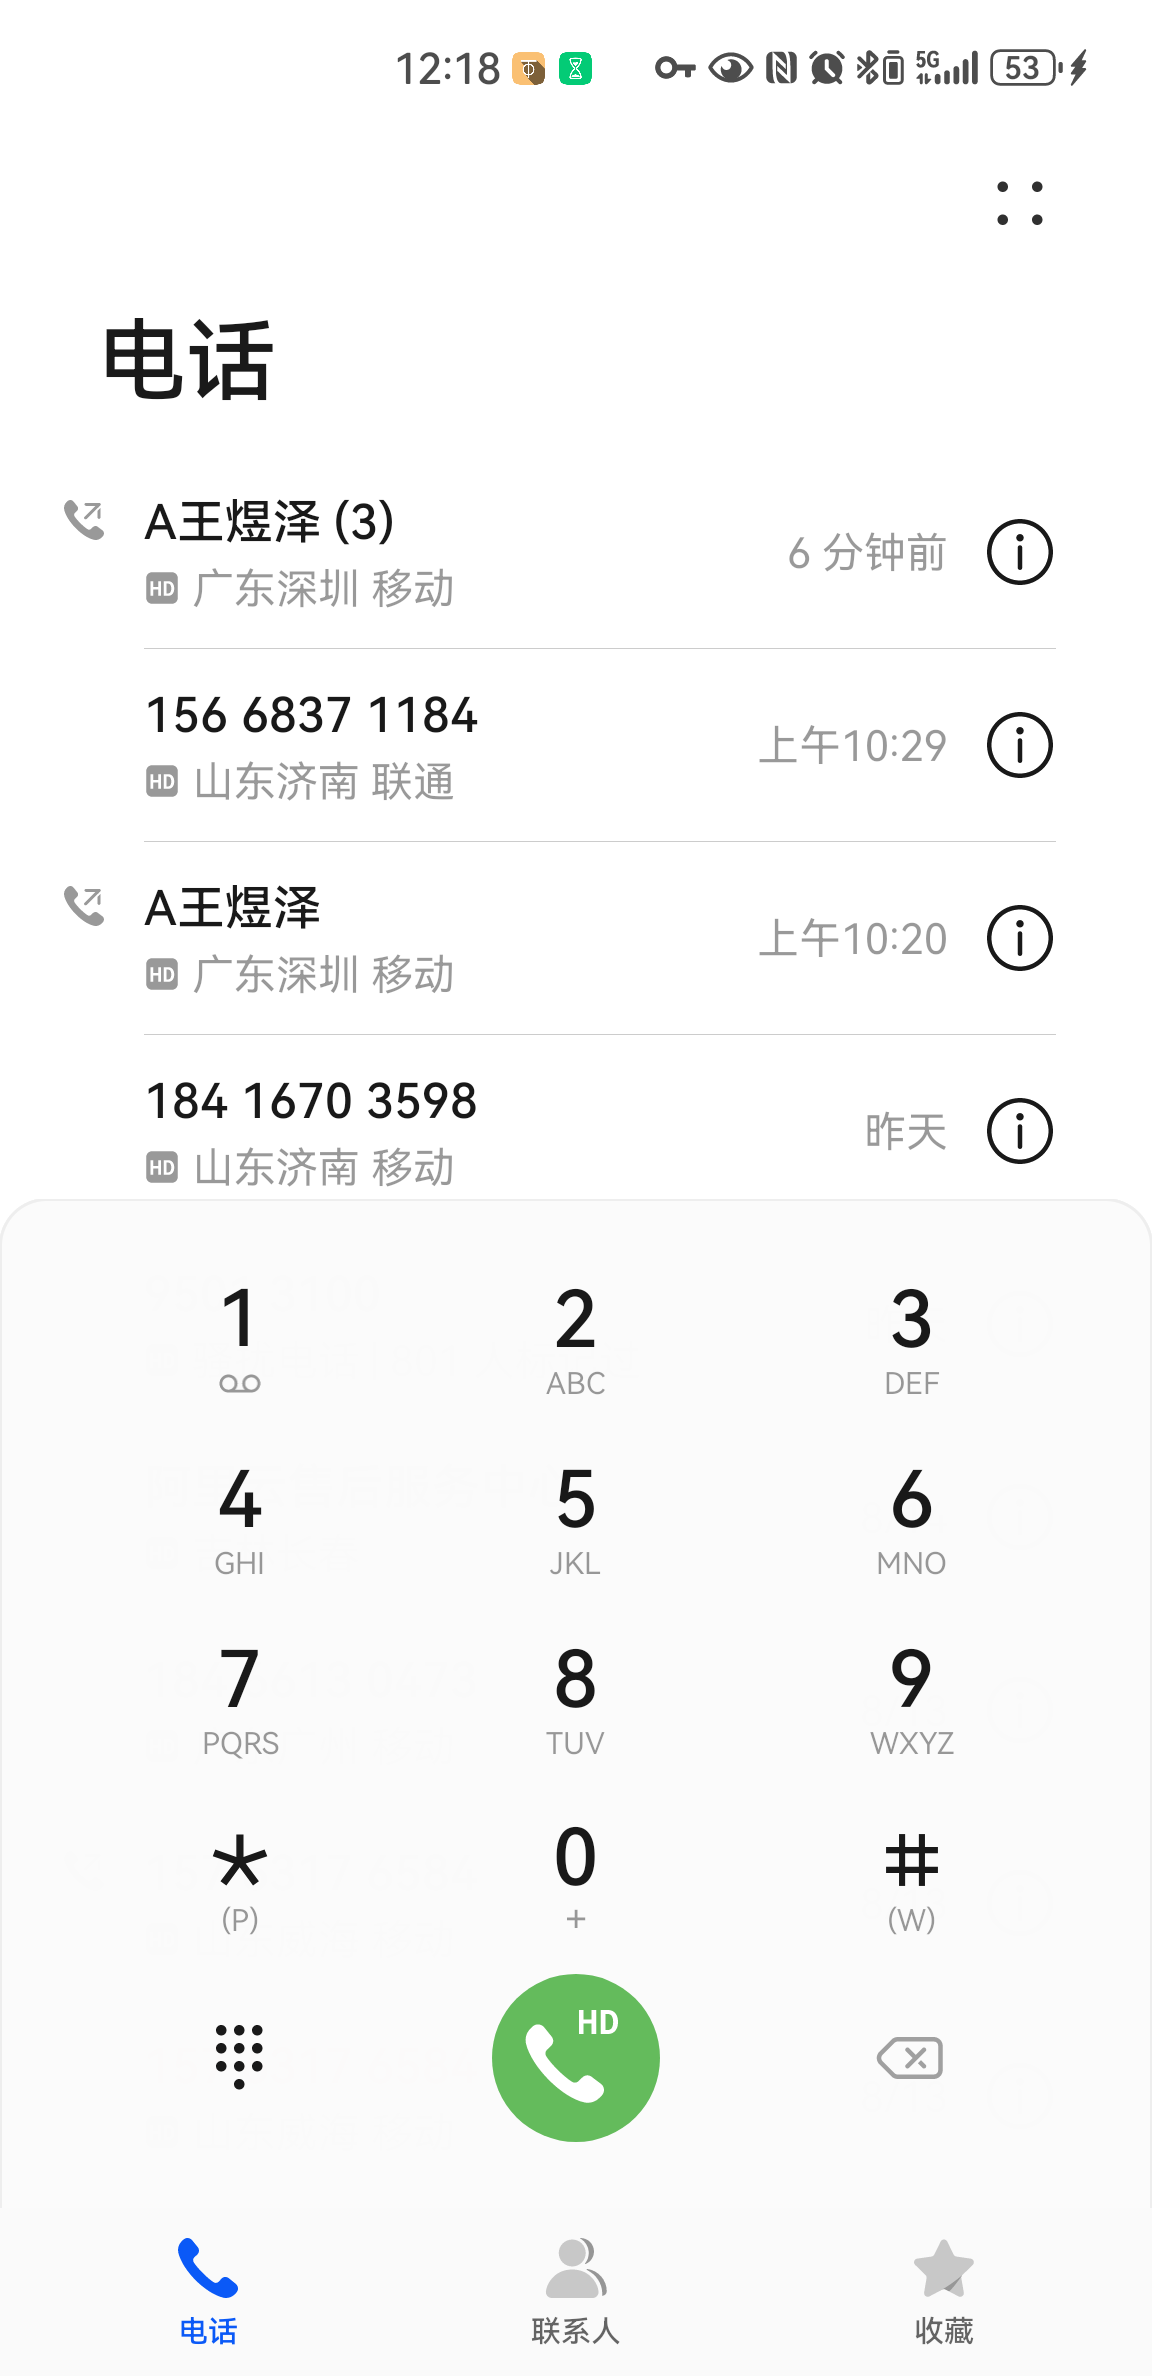 12:18 5G 53
电话
A王煜泽 (3)
6 分钟前
HD 广东深圳 移动
156 6837 1184
上午10:29
HD 山东济南 联通
A王煜泽
上午10:20
HD 广东深圳 移动
184 1670 3598
昨天
HD 山东济南 移动
1 2 3
ABC DEF
4 5 6
GHI JKL MNO
7 8 9
PQRS TUV WXYZ
* 0 #
(P) + (W)
HD
电话 联系人 收藏